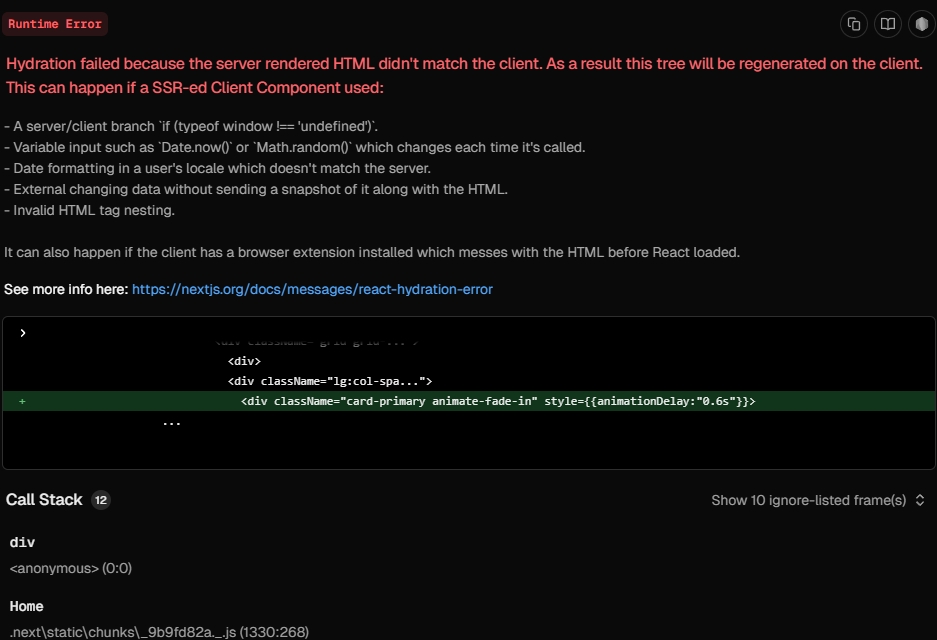 Runtime Error
Hydration failed because the server rendered HTML didn't match the client. As a result this tree will be regenerated on the client.
This can happen if a SSR-ed Client Component used:
- A server/client branch `if (typeof window !== 'undefined')`.
- Variable input such as `Date.now()` or `Math.random()` which changes each time it's called.
- Date formatting in a user's locale which doesn't match the server.
- External changing data without sending a snapshot of it along with the HTML.
- Invalid HTML tag nesting.
It can also happen if the client has a browser extension installed which messes with the HTML before React loaded.
See more info here: https://nextjs.org/docs/messages/react-hydration-error
<div className="grid grid-...">
<div>
<div className="lg:col-spa...">
+ <div className="card-primary animate-fade-in" style={{animationDelay:"0.6s"}}>
...
Call Stack 12
Show 10 ignore-listed frame(s)
div
<anonymous> (0:0)
Home
.next\static\chunks\_9b9fd82a._.js (1330:268)